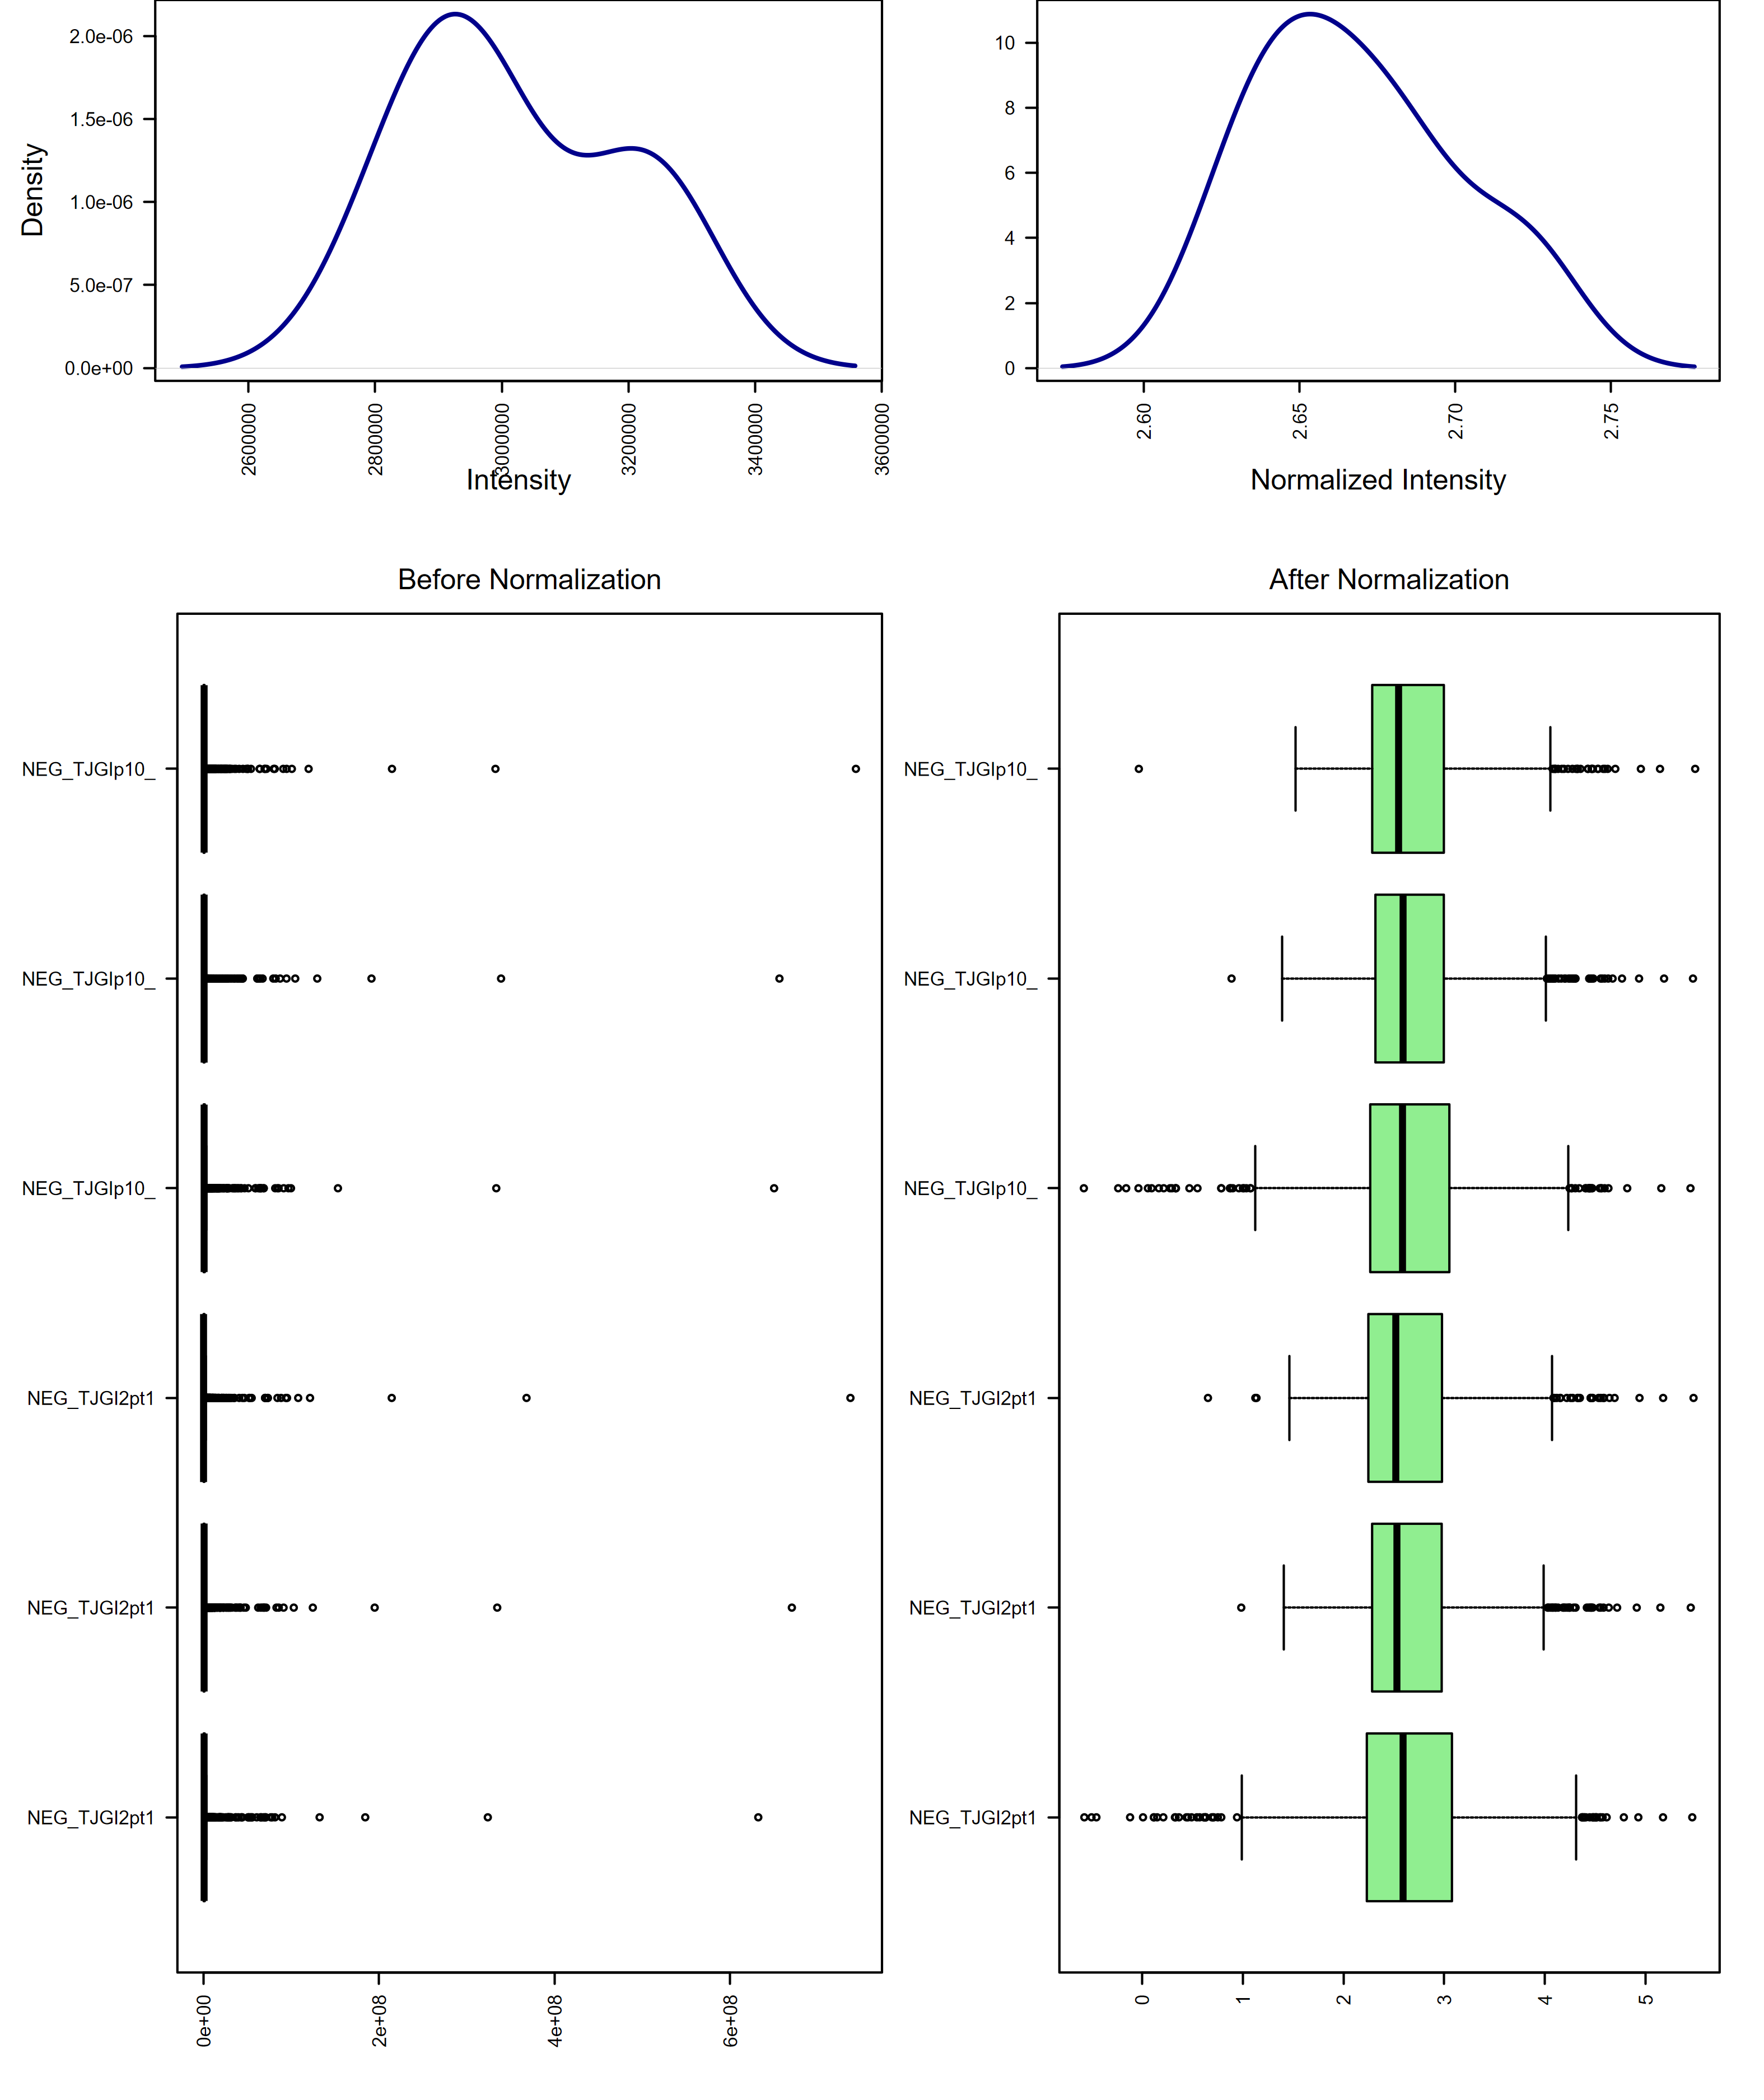 Density
2.0e-06
1.5e-06
1.0e-06
5.0e-07
0.0e+00
2600000
2800000
3000000
3200000
3400000
3600000
Intensity
10
8
6
4
2
0
2.60
2.65
2.70
2.75
Normalized Intensity
Before Normalization
NEG_TJGIp10_
NEG_TJGIp10_
NEG_TJGIp10_
NEG_TJGI2pt1
NEG_TJGI2pt1
NEG_TJGI2pt1
0e+00
2e+08
4e+08
6e+08
After Normalization
NEG_TJGIp10_
NEG_TJGIp10_
NEG_TJGIp10_
NEG_TJGI2pt1
NEG_TJGI2pt1
NEG_TJGI2pt1
0
1
2
3
4
5